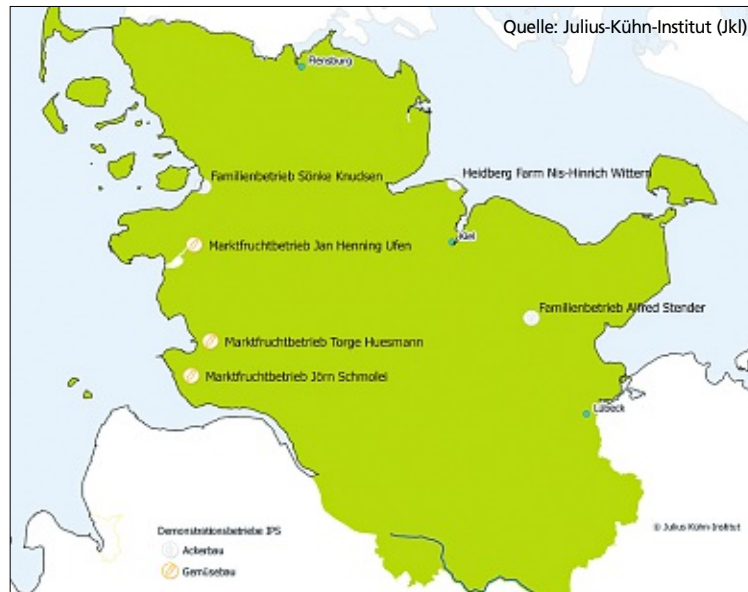 Quelle: Julius-Kühn-Institut (JkI)
Flensburg
Familienbetrieb Sönke Knudsen
Heidberg Farm Nis-Hinrich Wittern
Kiel
Marktfruchtbetrieb Jan Henning Ufen
Familienbetrieb Alfred Stender
Marktfruchtbetrieb Torge Huesmann
Marktfruchtbetrieb Jörn Schmolei
Lübeck
Demonstrationsbetriebe IPS
© Julius Kühn-Institut
Ackerbau
Gemüsebau